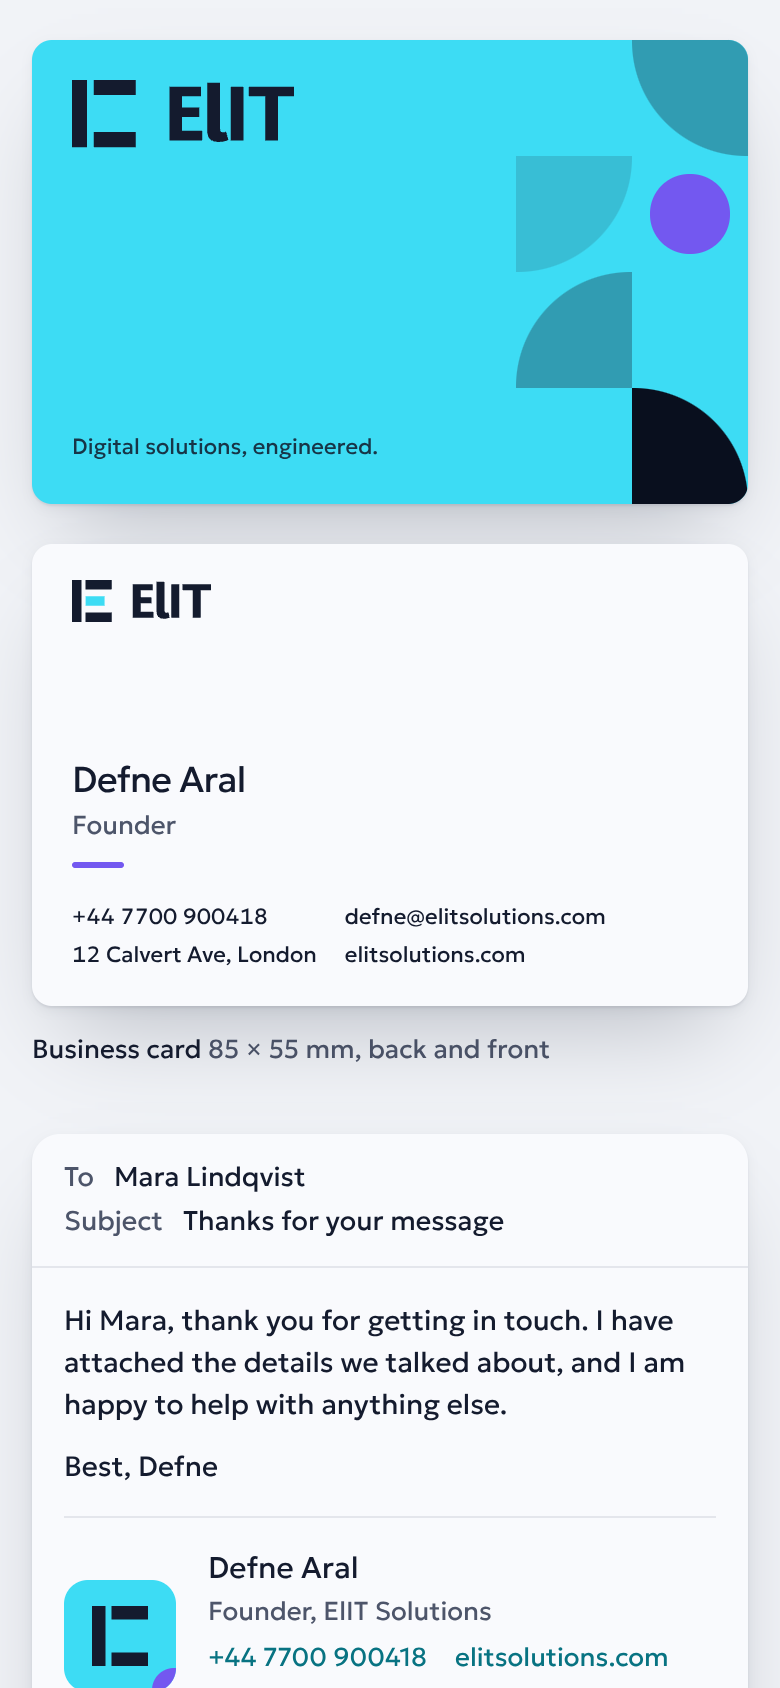 ElIT
Digital solutions, engineered.
ElIT
Defne Aral
Founder
+44 7700 900418 defne@elitsolutions.com
12 Calvert Ave, London elitsolutions.com
Business card 85 × 55 mm, back and front
To Mara Lindqvist
Subject Thanks for your message
Hi Mara, thank you for getting in touch. I have
attached the details we talked about, and I am
happy to help with anything else.
Best, Defne
Defne Aral
Founder, ElIT Solutions
+44 7700 900418 elitsolutions.com